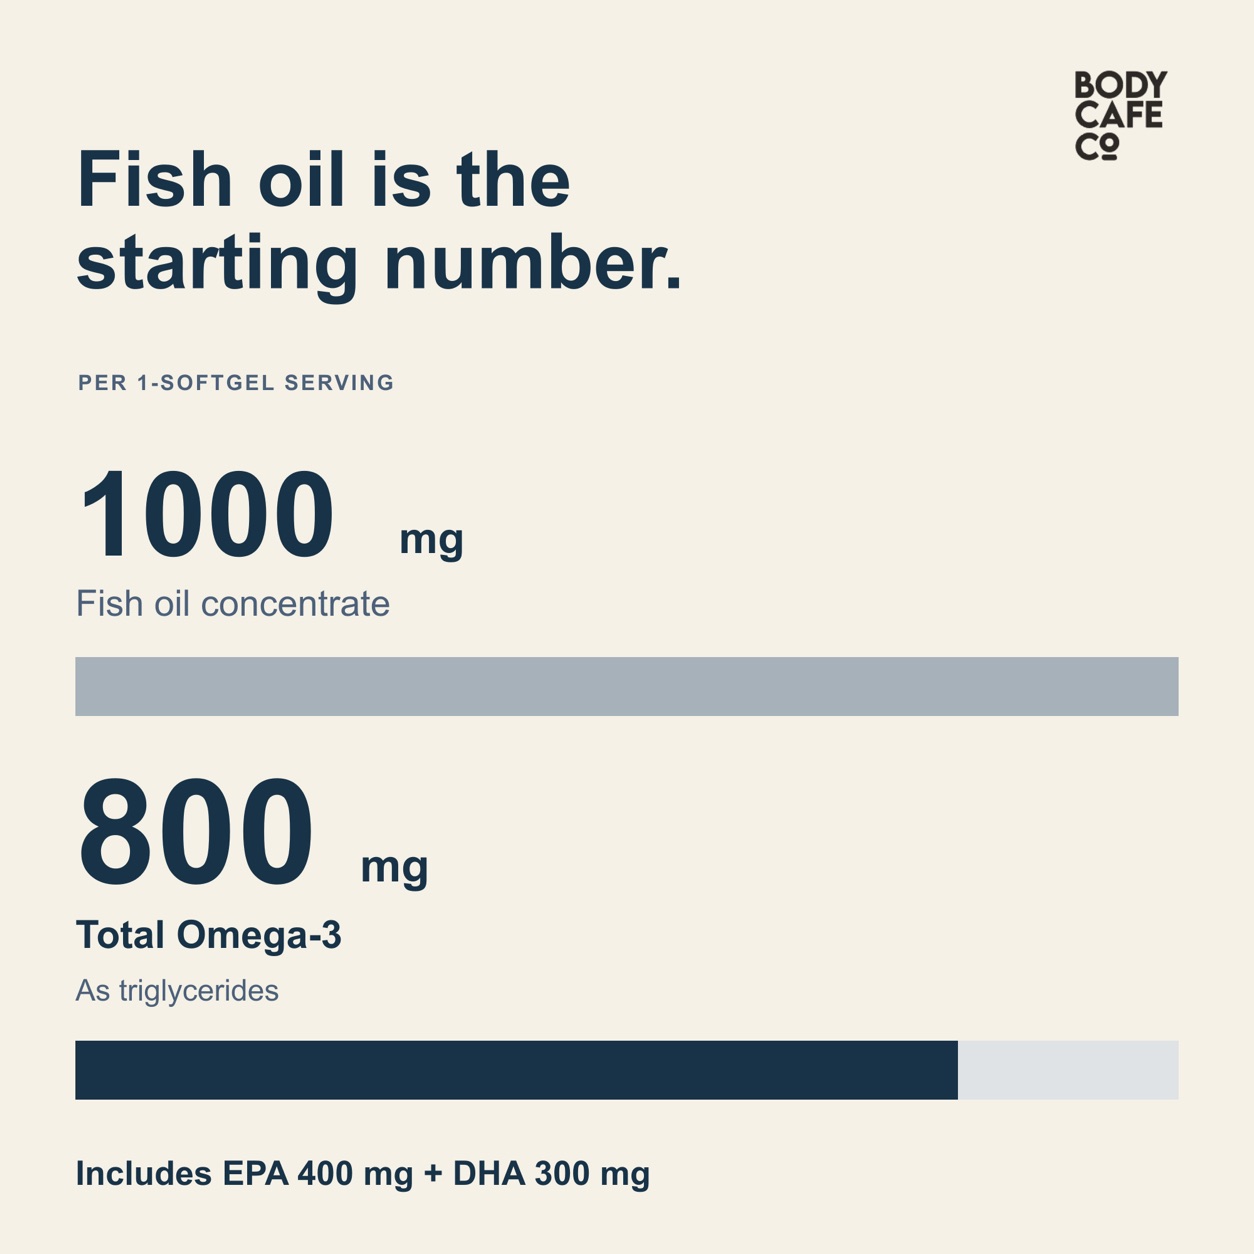 BODY
CAFE
Co
Fish oil is the
starting number.
PER 1-SOFTGEL SERVING
1000 mg
Fish oil concentrate
800 mg
Total Omega-3
As triglycerides
Includes EPA 400 mg + DHA 300 mg